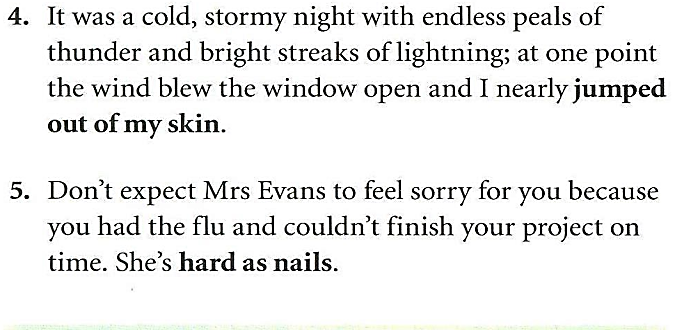 4. It was a cold, stormy night with endless peals of
thunder and bright streaks of lightning; at one point
the wind blew the window open and I nearly jumped
out of my skin.
5. Don’t expect Mrs Evans to feel sorry for you because
you had the flu and couldn’t finish your project on
time. She’s hard as nails.